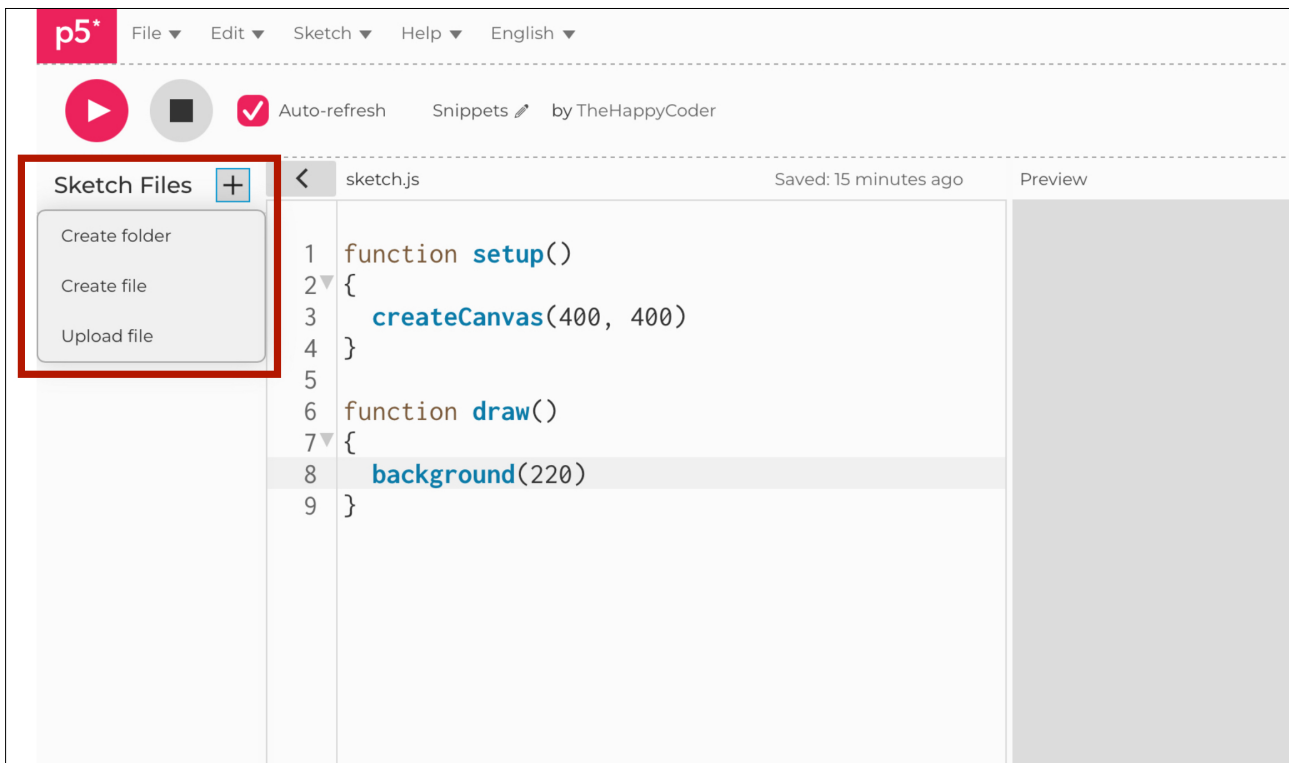 p5* File ▼ Edit ▼ Sketch ▼ Help ▼ English ▼
Auto-refresh Snippets by TheHappyCoder
Sketch Files + < sketch.js Saved: 15 minutes ago Preview
Create folder
Create file
Upload file
1 function setup()
2 {
3 createCanvas(400, 400)
4 }
5
6 function draw()
7 {
8 background(220)
9 }